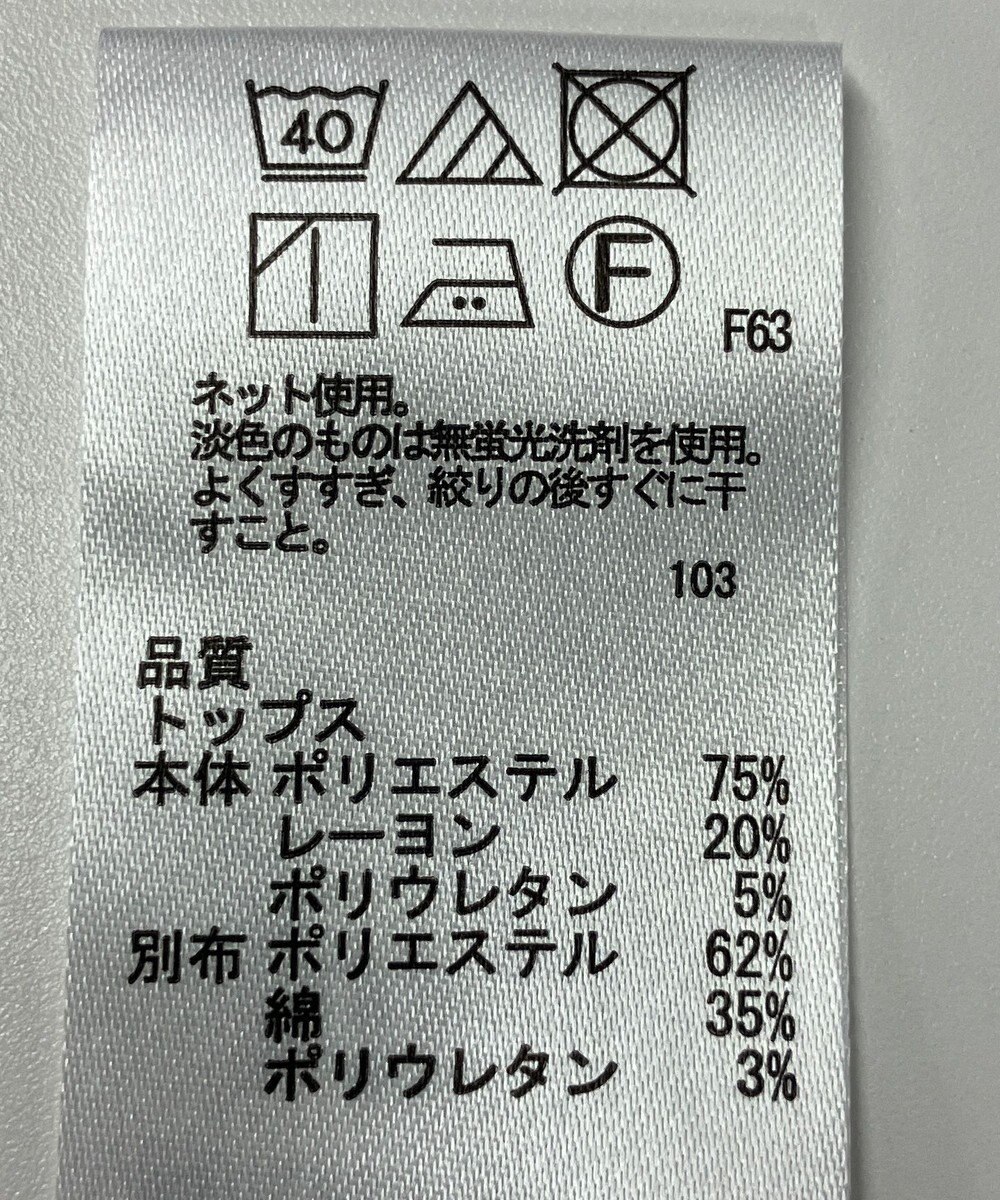 40
F
F63
ネット使用。
淡色のものは無蛍光洗剤を使用。
よくすすぎ、絞りの後すぐに干
すこと。
103
品質
トップス
本体 ポリエステル 75%
レーヨン 20%
ポリウレタン 5%
別布 ポリエステル 62%
綿 35%
ポリウレタン 3%